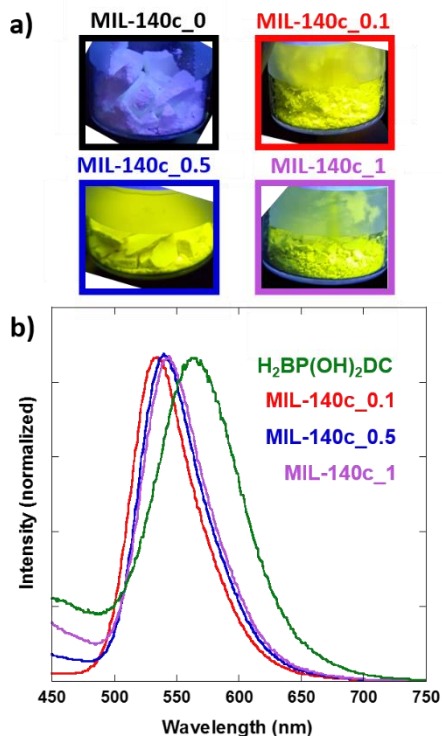 a)
MIL-140c_0
MIL-140c_0.1
MIL-140c_0.5
MIL-140c_1
b)
H₂BP(OH)₂DC
MIL-140c_0.1
MIL-140c_0.5
MIL-140c_1
Intensity (normalized)
450 500 550 600 650 700 750
Wavelength (nm)